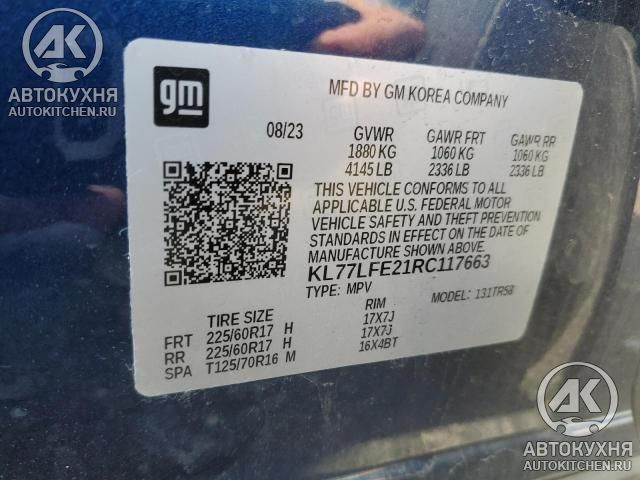 AK
АВТОКУХНЯ
AUTOKITCHEN.RU
gm
MFD BY GM KOREA COMPANY
08/23 GVWR GAWR FRT GAWR RR
1880 KG 1060 KG 1060 KG
4145 LB 2336 LB 2336 LB
THIS VEHICLE CONFORMS TO ALL
APPLICABLE U.S. FEDERAL MOTOR
VEHICLE SAFETY AND THEFT PREVENTION
STANDARDS IN EFFECT ON THE DATE OF
MANUFACTURE SHOWN ABOVE.
KL77LFE21RC117663
TYPE: MPV MODEL: 131TR58
TIRE SIZE RIM
FRT 225/60R17 H 17X7J
RR 225/60R17 H 17X7J
SPA T125/70R16 M 16X4BT
AK
АВТОКУХНЯ
AUTOKITCHEN.RU